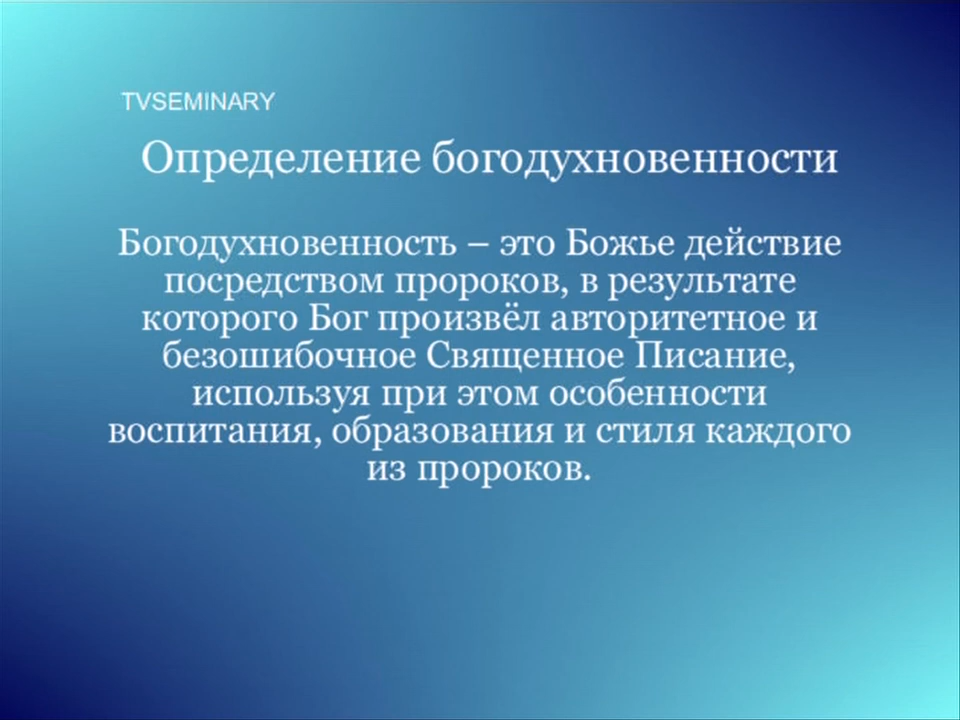 TVSEMINARY
Определение богодухновенности
Богодухновенность – это Божье действие
посредством пророков, в результате
которого Бог произвёл авторитетное и
безошибочное Священное Писание,
используя при этом особенности
воспитания, образования и стиля каждого
из пророков.